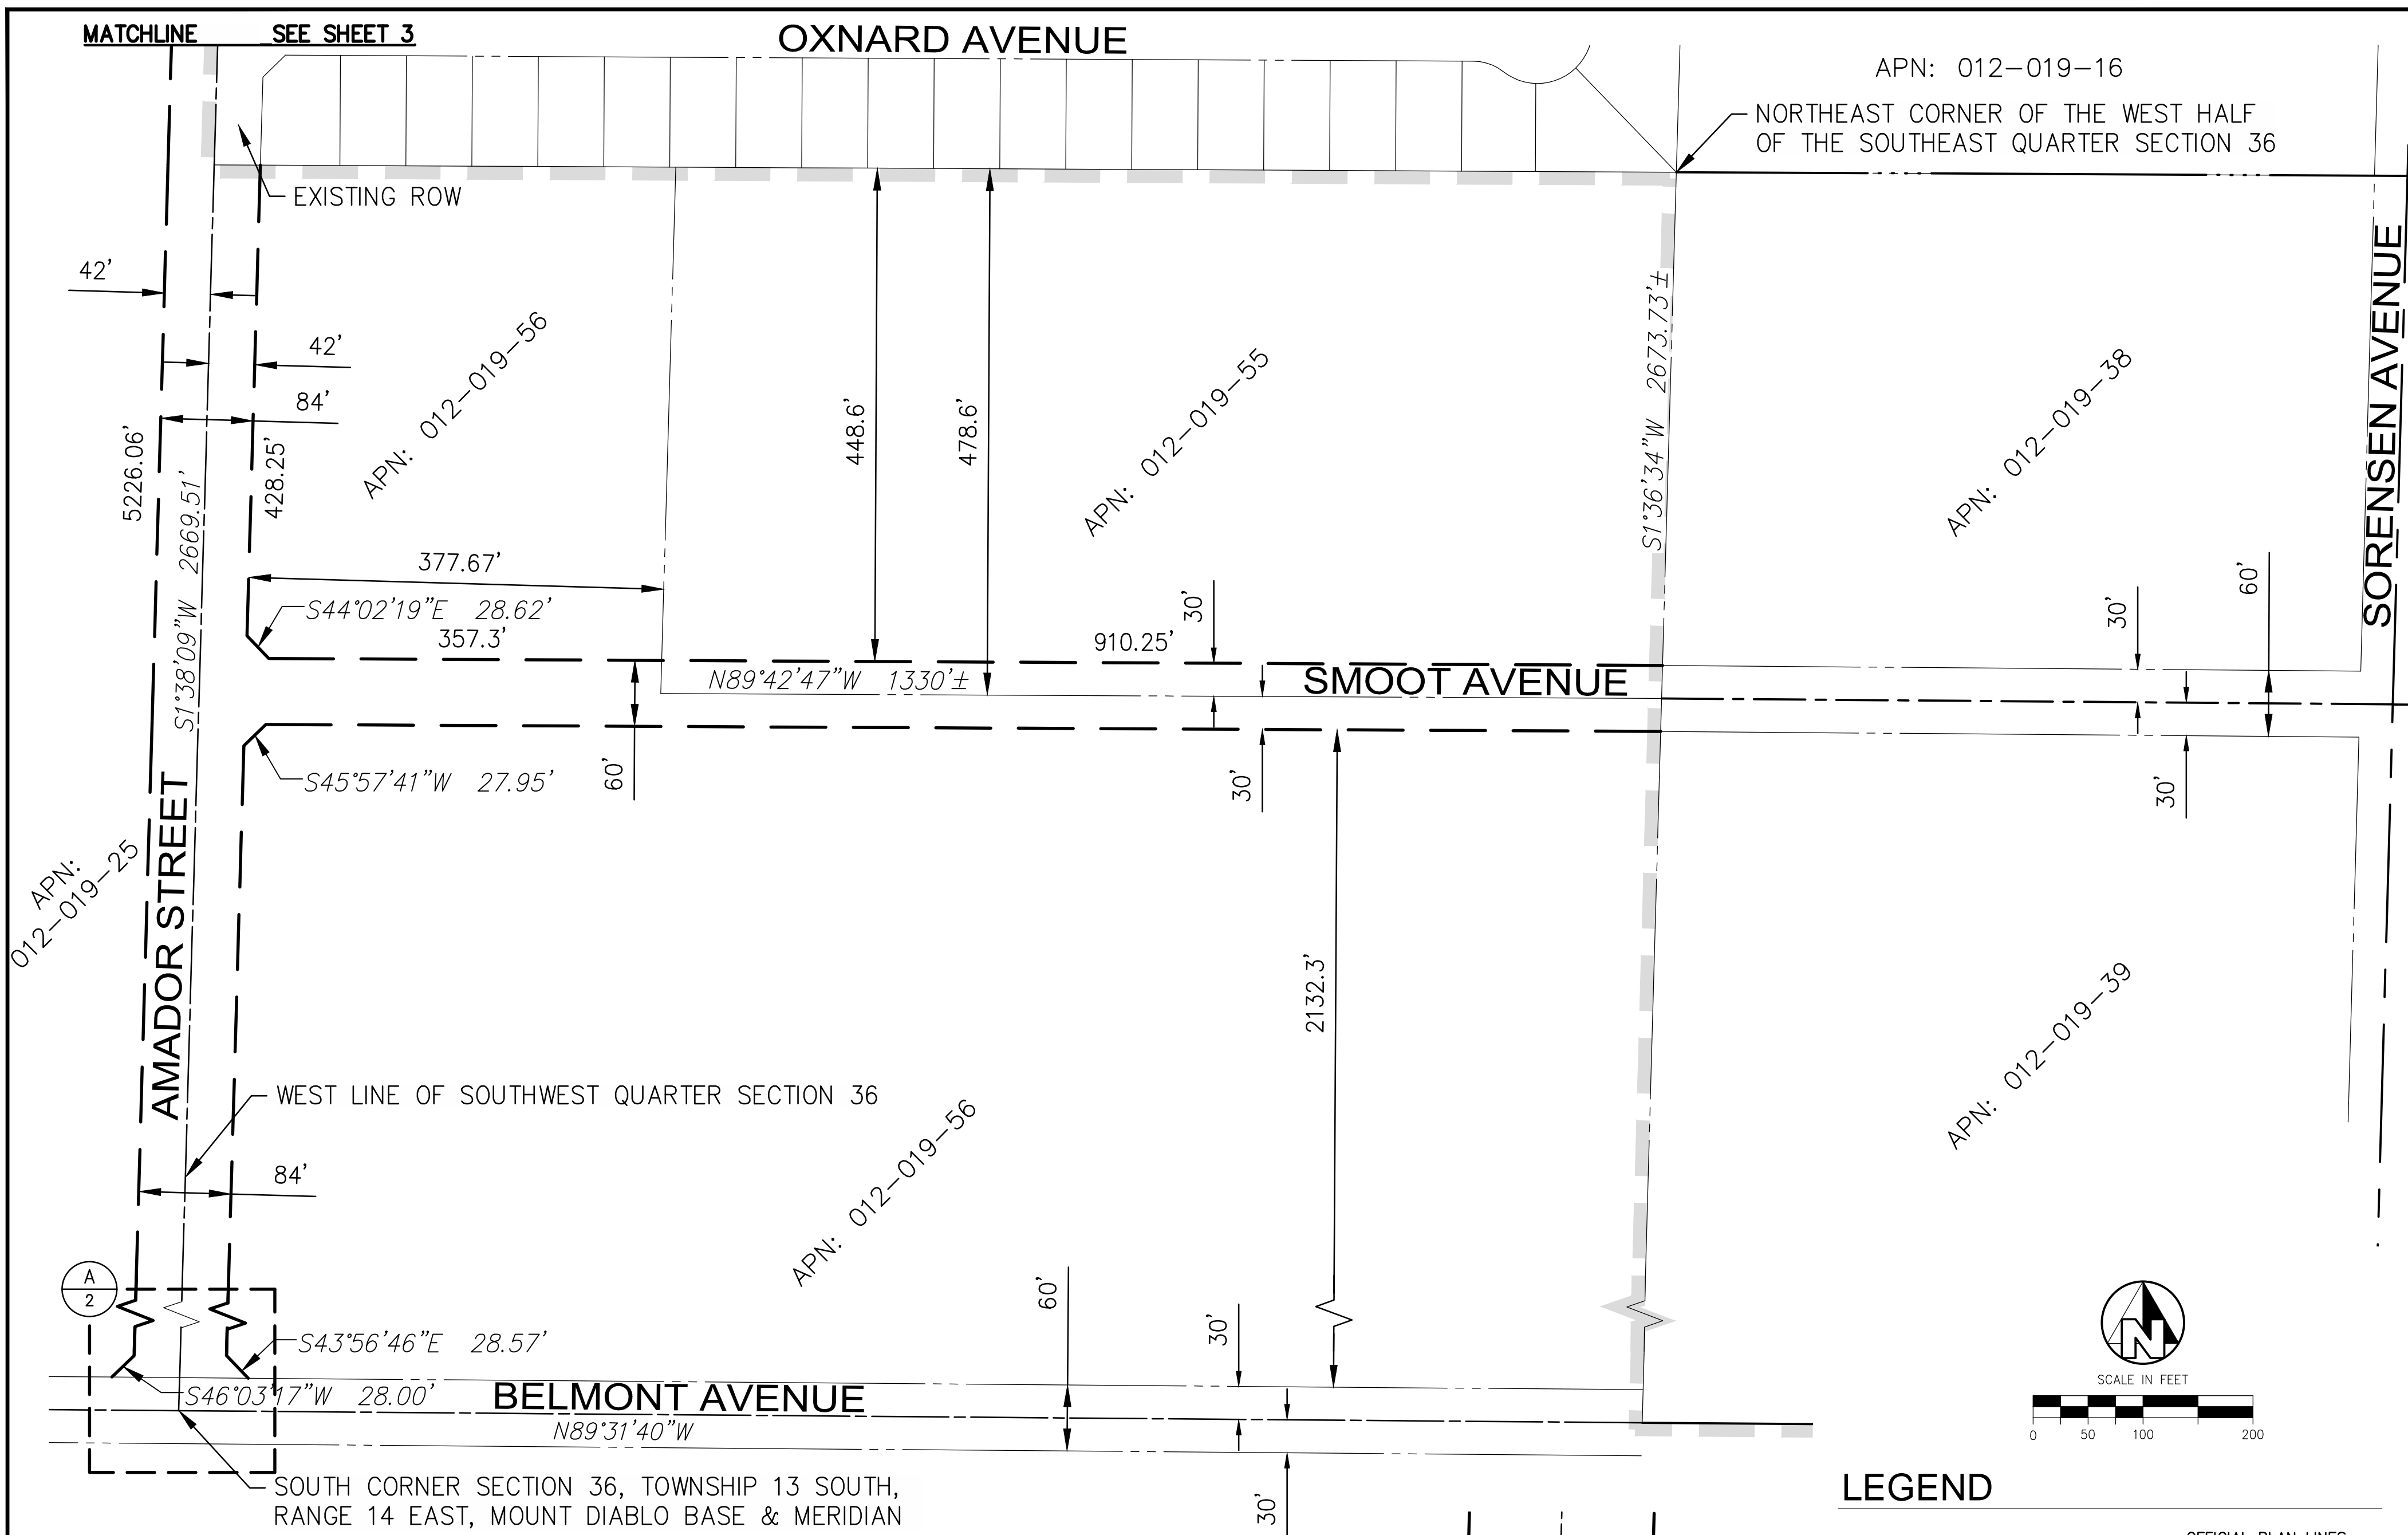 MATCHLINE SEE SHEET 3
OXNARD AVENUE
APN: 012-019-16
NORTHEAST CORNER OF THE WEST HALF
OF THE SOUTHEAST QUARTER SECTION 36
EXISTING ROW
42'
42'
84'
5226.06'
S1°38'09"W 2669.51'
428.25'
APN: 012-019-56
448.6'
478.6'
APN: 012-019-55
S1°36'34"W 2673.73'±
APN: 012-019-38
SORENSEN AVENUE
377.67'
S44°02'19"E 28.62'
357.3'
910.25'
30'
30'
60'
N89°42'47"W 1330'±
SMOOT AVENUE
S45°57'41"W 27.95'
60'
30'
30'
APN:
012-019-25
AMADOR STREET
2132.3'
APN: 012-019-39
WEST LINE OF SOUTHWEST QUARTER SECTION 36
84'
APN: 012-019-56
A
2
60'
30'
S43°56'46"E 28.57'
S46°03'17"W 28.00'
BELMONT AVENUE
N89°31'40"W
N
SCALE IN FEET
0 50 100 200
SOUTH CORNER SECTION 36, TOWNSHIP 13 SOUTH,
RANGE 14 EAST, MOUNT DIABLO BASE & MERIDIAN
30'
LEGEND
OFFICIAL PLAN LINES